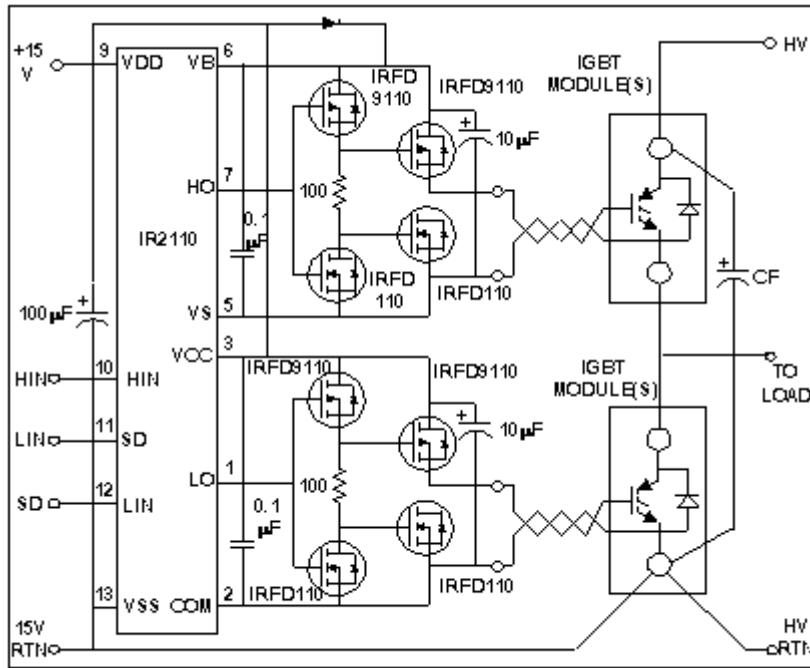 +15
V
9
VDD
VB
6
IRFD
9110
IRFD9110
10µF
IGBT
MODULE(S)
HV
HO
7
100
0.1
µF
IR2110
IRFD
110
IRFD110
VS
5
100µF
+
+
+
CF
VCC
3
IRFD9110
IRFD9110
IGBT
MODULE(S)
TO
LOAD
HIN
10
HIN
+
10µF
LIN
11
SD
LO
1
100
SD
12
LIN
0.1
µF
13
VSS
COM
2
IRFD110
IRFD110
15V
RTN
HV
RTN